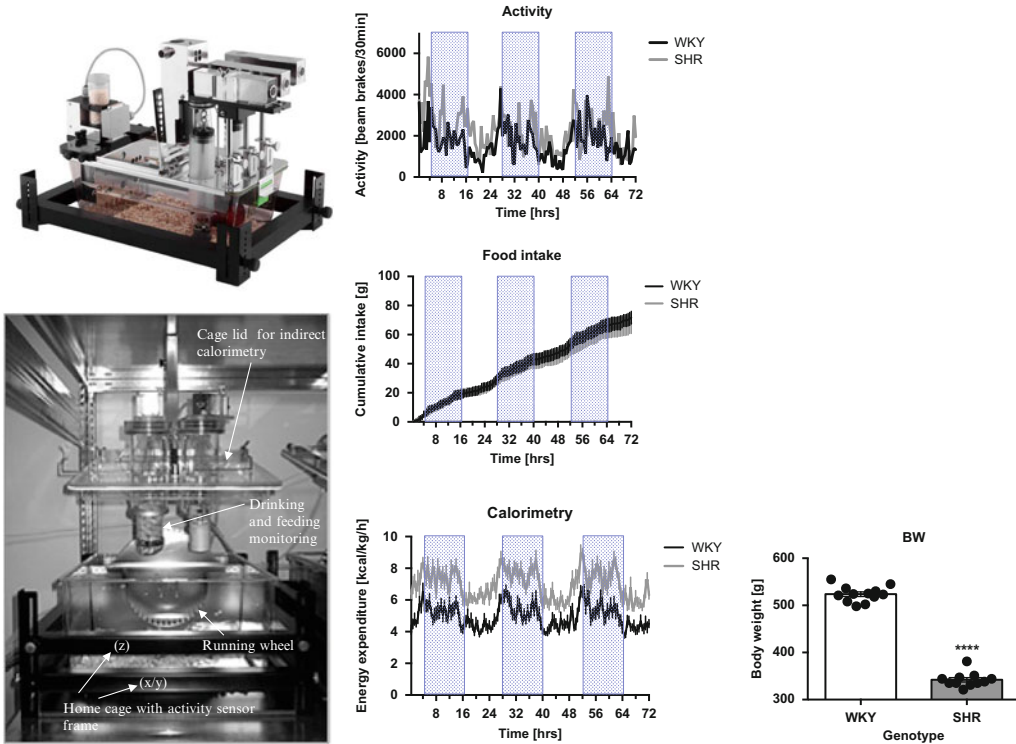 Activity
Activity [beam brakes/30min]
6000
4000
2000
0
8 16 24 32 40 48 56 64 72
Time [hrs]
WKY
SHR
Food intake
Cumulative intake [g]
100
80
60
40
20
0
8 16 24 32 40 48 56 64 72
Time [hrs]
WKY
SHR
Cage lid for indirect
calorimetry
Drinking
and feeding
monitoring
Running wheel
(z)
(x/y)
Home cage with activity sensor
frame
Calorimetry
Energy expenditure [kcal/kg/h]
10
8
6
4
2
0
8 16 24 32 40 48 56 64 72
Time [hrs]
WKY
SHR
BW
Body weight [g]
600
500
400
300
****
WKY SHR
Genotype